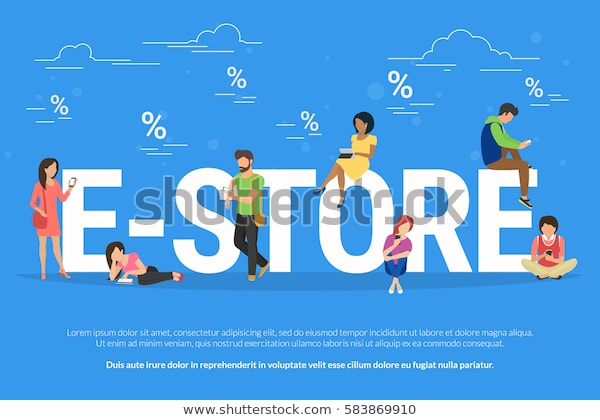 % % % %
E-STORE
Lorem ipsum dolor sit amet, consectetur adipiscing elit, sed do eiusmod tempor incididunt ut labore et dolore magna aliqua.
Ut enim ad minim veniam, quis nostrud exercitation ullamco laboris nisi ut aliquip ex ea commodo consequat.
Duis aute irure dolor in reprehenderit in voluptate velit esse cillum dolore eu fugiat nulla pariatur.
shutterstock
www.shutterstock.com · 583869910